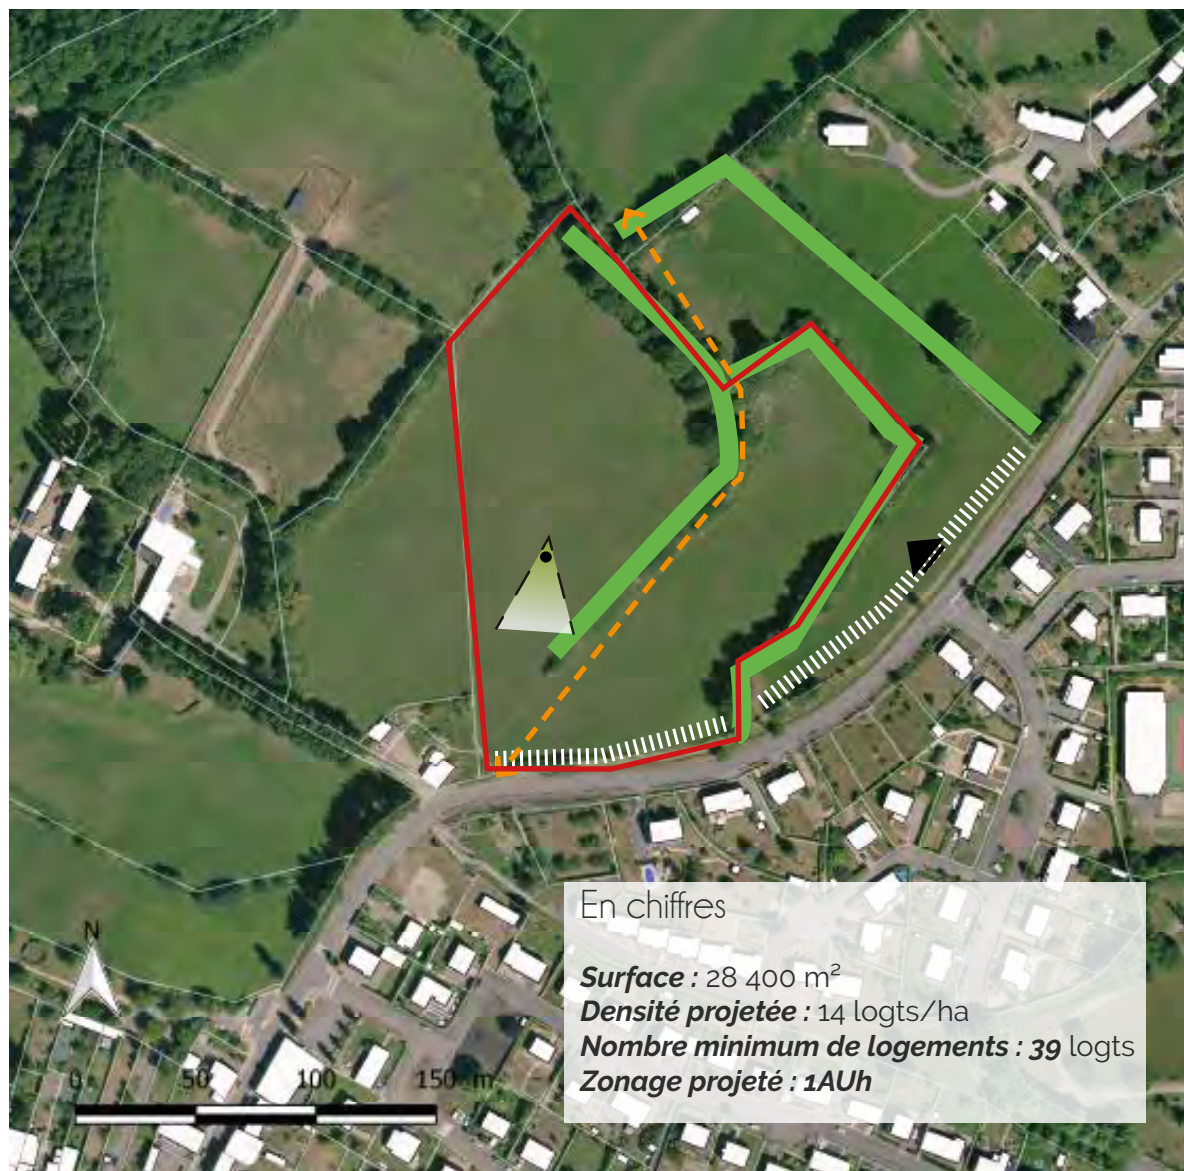 En chiffres
Surface : 28 400 m²
Densité projetée : 14 logts/ha
Nombre minimum de logements : 39 logts
Zonage projeté : 1AUh
N
0 50 100 150 m